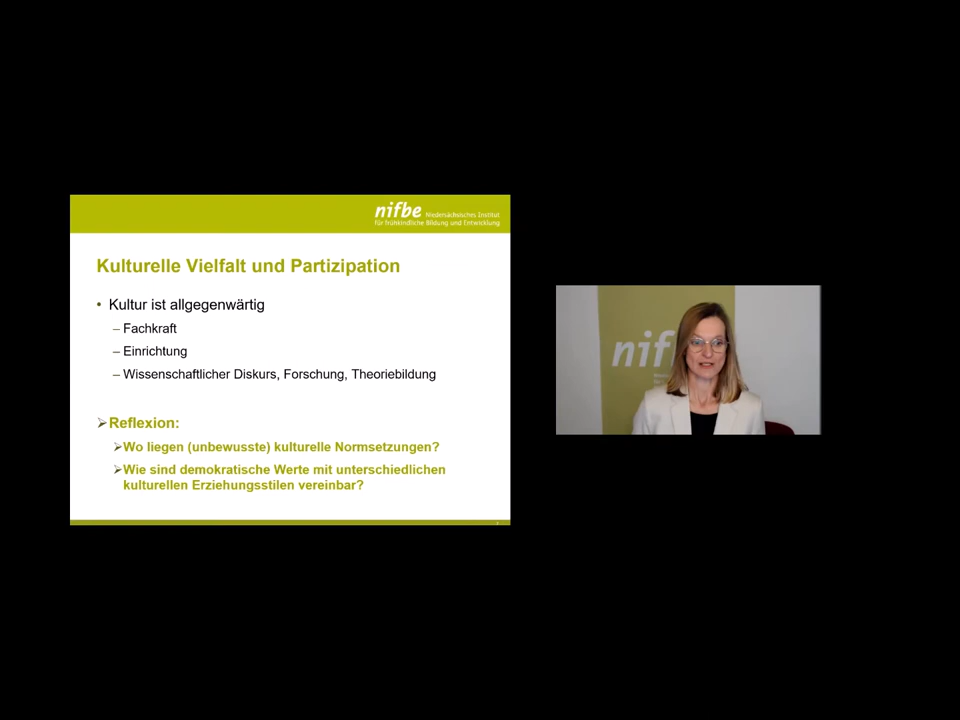 nifbe Niedersächsisches Institut
Für frühkindliche Bildung und Entwicklung
Kulturelle Vielfalt und Partizipation
• Kultur ist allgegenwärtig
– Fachkraft
– Einrichtung
– Wissenschaftlicher Diskurs, Forschung, Theoriebildung
➢Reflexion:
➢Wo liegen (unbewusste) kulturelle Normsetzungen?
➢Wie sind demokratische Werte mit unterschiedlichen
kulturellen Erziehungsstilen vereinbar?
nif